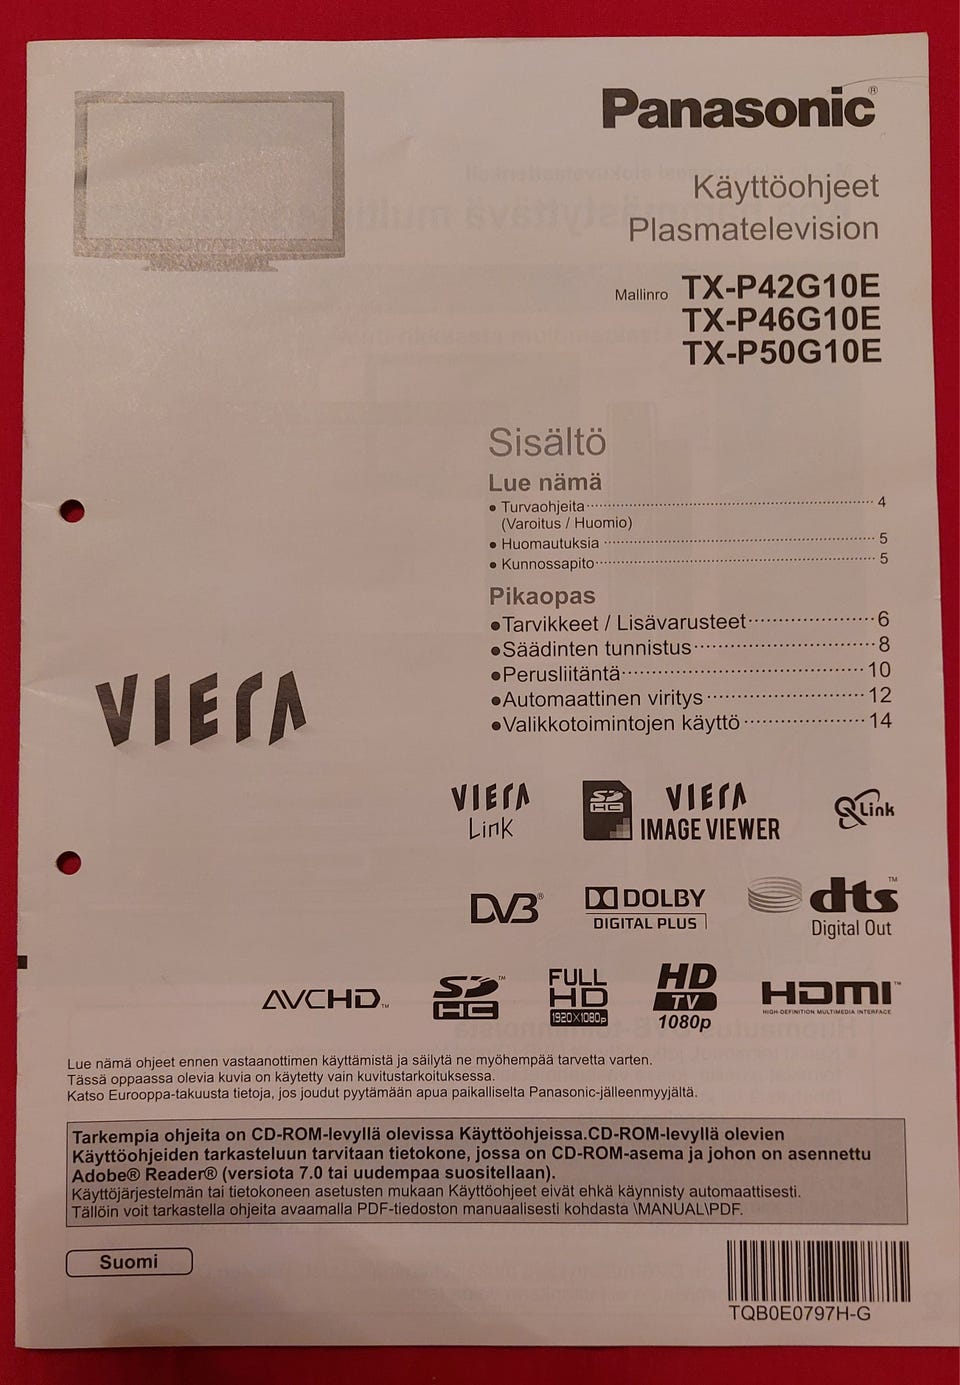 Panasonic®
Käyttöohjeet
Plasmatelevision
Mallinro TX-P42G10E
TX-P46G10E
TX-P50G10E
Sisältö
Lue nämä
● Turvaohjeita 4
(Varoitus / Huomio)
● Huomautuksia 5
● Kunnossapito 5
Pikaopas
● Tarvikkeet / Lisävarusteet 6
● Säädinten tunnistus 8
● Perusliitäntä 10
● Automaattinen viritys 12
● Valikkotoimintojen käyttö 14
VIERA
VIERA Link
SD HC VIERA IMAGE VIEWER
Q Link
DVB®
DOLBY DIGITAL PLUS
dts™ Digital Out
AVCHD™
SD HC™
FULL HD 1920×1080p
HD TV 1080p
HDMI™
HIGH-DEFINITION MULTIMEDIA INTERFACE
Lue nämä ohjeet ennen vastaanottimen käyttämistä ja säilytä ne myöhempää tarvetta varten.
Tässä oppaassa olevia kuvia on käytetty vain kuvitustarkoituksessa.
Katso Eurooppa-takuusta tietoja, jos joudut pyytämään apua paikalliselta Panasonic-jälleenmyyjältä.
Tarkempia ohjeita on CD-ROM-levyllä olevissa Käyttöohjeissa.CD-ROM-levyllä olevien
Käyttöohjeiden tarkasteluun tarvitaan tietokone, jossa on CD-ROM-asema ja johon on asennettu
Adobe® Reader® (versiota 7.0 tai uudempaa suositellaan).
Käyttöjärjestelmän tai tietokoneen asetusten mukaan Käyttöohjeet eivät ehkä käynnisty automaattisesti.
Tällöin voit tarkastella ohjeita avaamalla PDF-tiedoston manuaalisesti kohdasta \MANUAL\PDF.
Suomi
TQB0E0797H-G